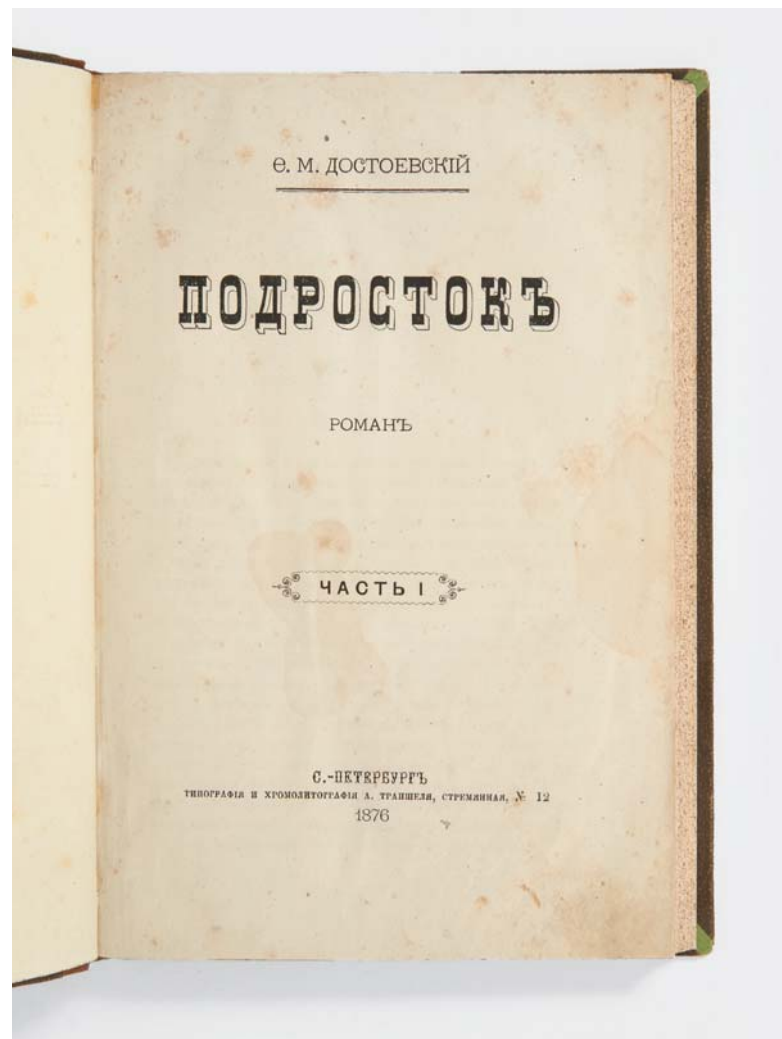 Ѳ. М. ДОСТОЕВСКІЙ
ПОДРОСТОКЪ
РОМАНЪ
ЧАСТЬ I
С.-ПЕТЕРБУРГЪ
ТИПОГРАФІЯ И ХРОМОЛИТОГРАФІЯ А. ТРАНШЕЛЯ, СТРЕМЯННАЯ, № 12
1876